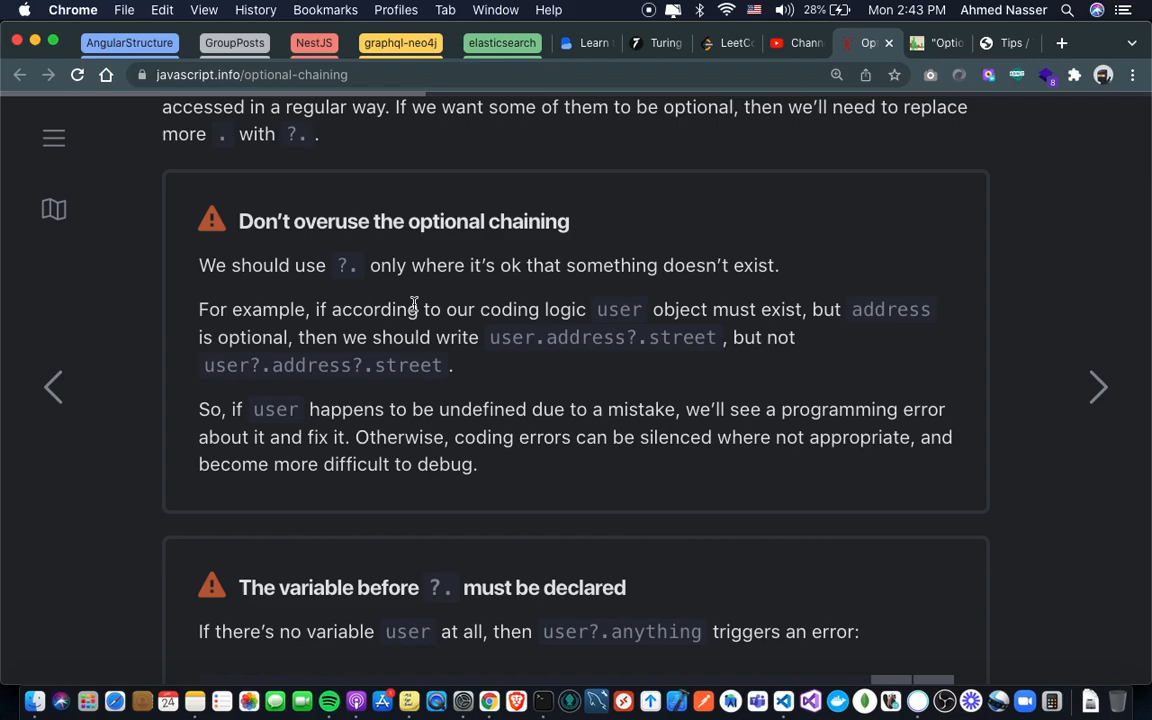 Chrome File Edit View History Bookmarks Profiles Tab Window Help 28% Mon 2:43 PM Ahmed Nasser
AngularStructure GroupPosts NestJS graphql-neo4j elasticsearch Learn Turing LeetC Chann Op "Optio Tips /
javascript.info/optional-chaining 8
accessed in a regular way. If we want some of them to be optional, then we'll need to replace
more . with ?. .
Don't overuse the optional chaining
We should use ?. only where it's ok that something doesn't exist.
For example, if according to our coding logic user object must exist, but address
is optional, then we should write user.address?.street , but not
user?.address?.street .
So, if user happens to be undefined due to a mistake, we'll see a programming error
about it and fix it. Otherwise, coding errors can be silenced where not appropriate, and
become more difficult to debug.
The variable before ?. must be declared
If there's no variable user at all, then user?.anything triggers an error: